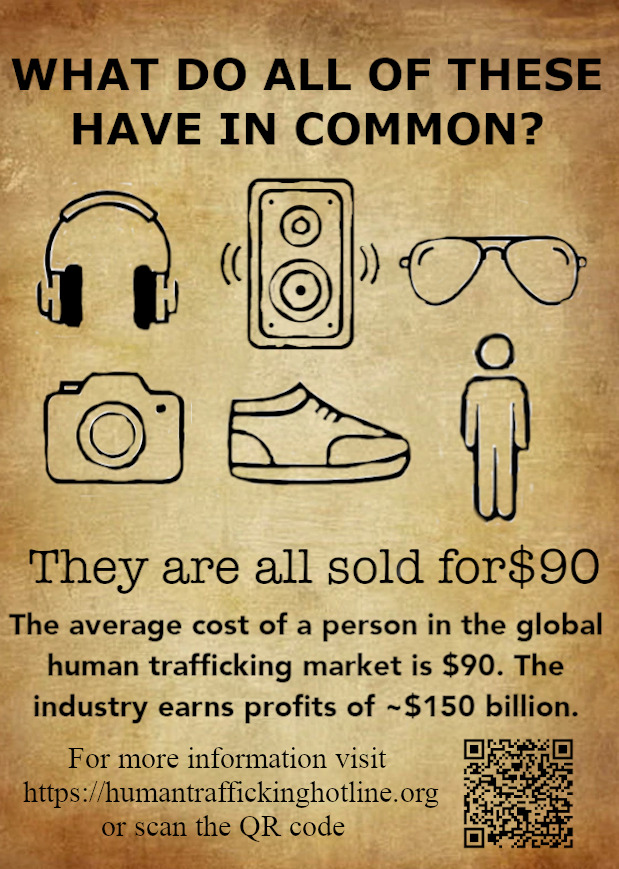 WHAT DO ALL OF THESE
HAVE IN COMMON?
They are all sold for$90
The average cost of a person in the global
human trafficking market is $90. The
industry earns profits of ~$150 billion.
For more information visit
https://humantraffickinghotline.org
or scan the QR code